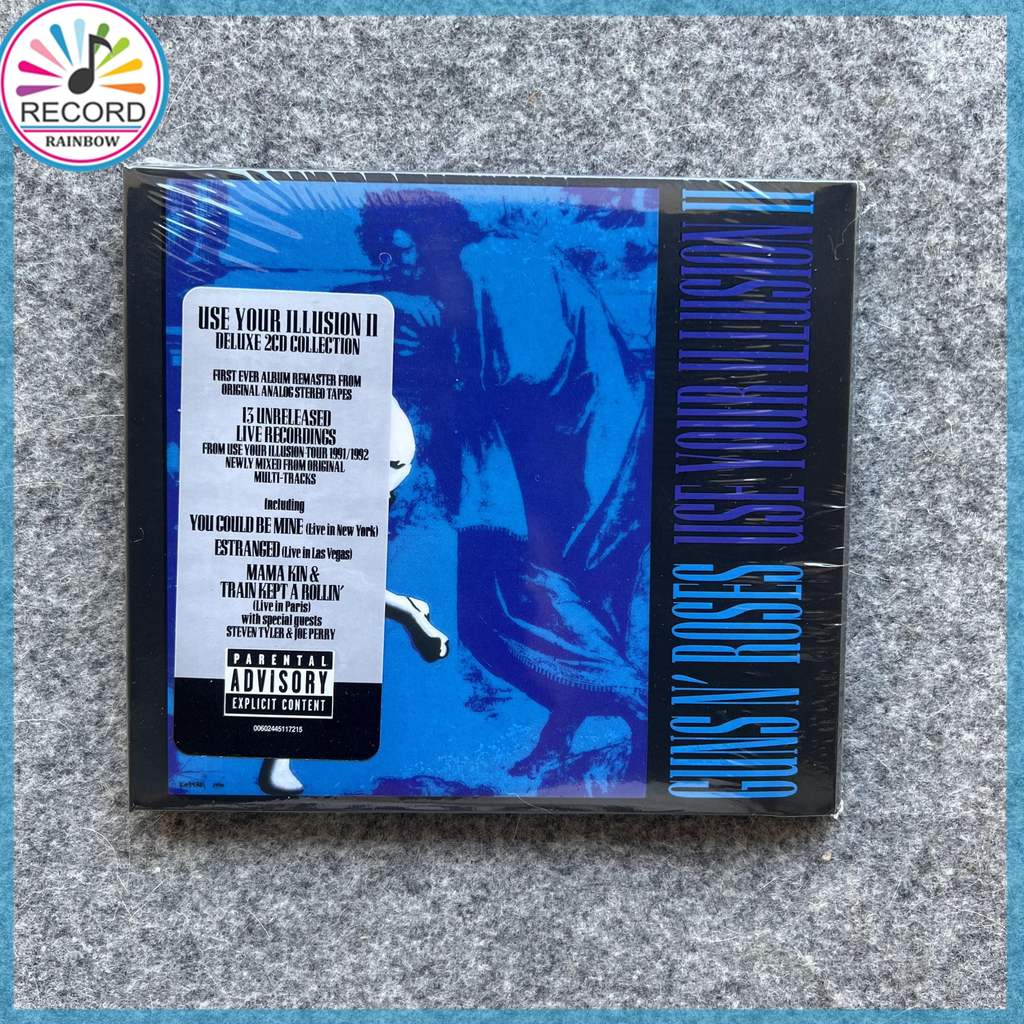 RECORD
RAINBOW
USE YOUR ILLUSION II
DELUXE 2CD COLLECTION
FIRST EVER ALBUM REMASTER FROM
ORIGINAL ANALOG STEREO TAPES
13 UNRELEASED
LIVE RECORDINGS
FROM USE YOUR ILLUSION TOUR 1991/1992
NEWLY MIXED FROM ORIGINAL
MULTI-TRACKS
Including
YOU COULD BE MINE (Live in New York)
ESTRANGED (Live in Las Vegas)
MAMA KIN &
TRAIN KEPT A ROLLIN'
(Live in Paris)
with special guests
STEVEN TYLER & JOE PERRY
PARENTAL
ADVISORY
EXPLICIT CONTENT
00602445117215
GUNS N' ROSES USE YOUR ILLUSION
USE YOUR ILLUSION II